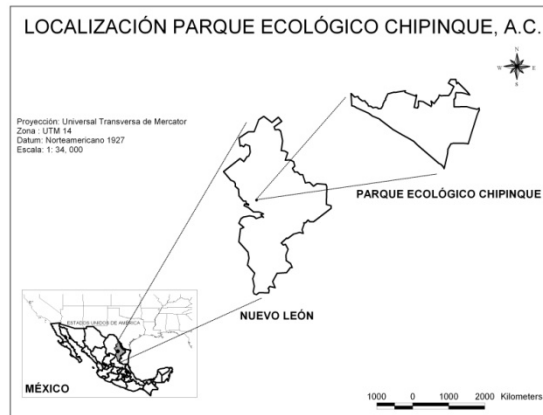 LOCALIZACIÓN PARQUE ECOLÓGICO CHIPINQUE, A.C.
N
W E
S
Proyección: Universal Transversa de Mercator
Zona : UTM 14
Datum: Norteamericano 1927
Escala: 1: 34, 000
PARQUE ECOLÓGICO CHIPINQUE
NUEVO LEÓN
ESTADOS UNIDOS DE AMÉRICA
MÉXICO
1000 0 1000 2000 Kilometers